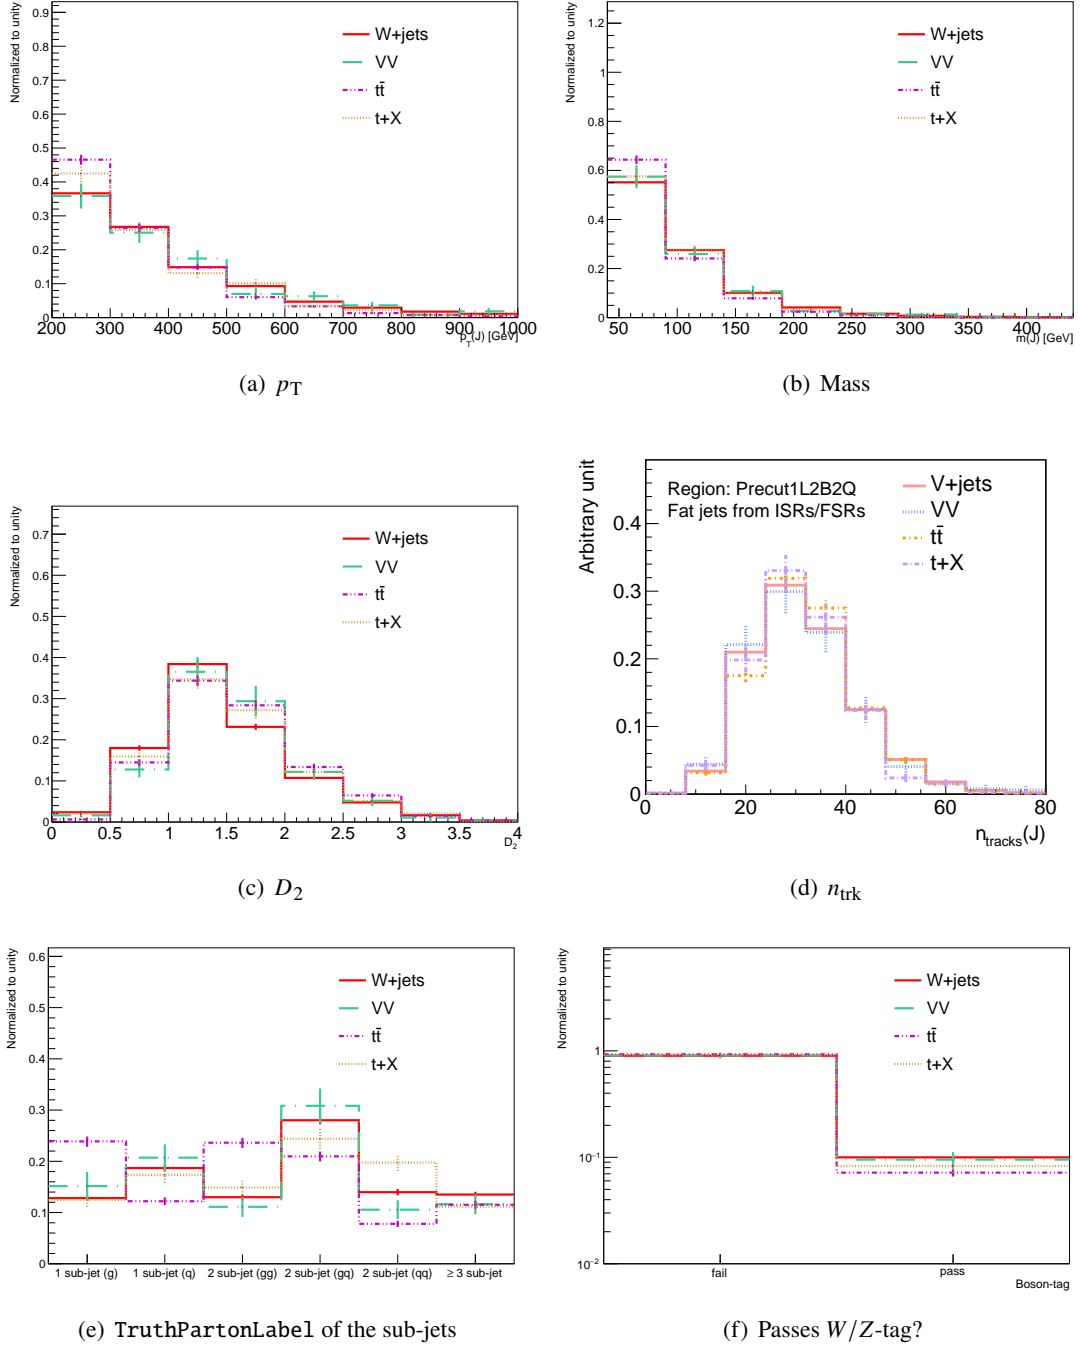 Normalized to unity
0.9
0.8
0.7
0.6
0.5
0.4
0.3
0.2
0.1
0
W+jets
VV
tt̄
t+X
200 300 400 500 600 700 800 900 1000
p_T(J) [GeV]
(a) p_T
Normalized to unity
1.2
1
0.8
0.6
0.4
0.2
0
W+jets
VV
tt̄
t+X
50 100 150 200 250 300 350 400
m(J) [GeV]
(b) Mass
Normalized to unity
0.7
0.6
0.5
0.4
0.3
0.2
0.1
0
W+jets
VV
tt̄
t+X
0 0.5 1 1.5 2 2.5 3 3.5 4
D_2
(c) D_2
Arbitrary unit
0.4
0.3
0.2
0.1
0
Region: Precut1L2B2Q
Fat jets from ISRs/FSRs
V+jets
VV
tt̄
t+X
0 20 40 60 80
n_tracks(J)
(d) n_trk
Normalized to unity
0.6
0.5
0.4
0.3
0.2
0.1
0
W+jets
VV
tt̄
t+X
1 sub-jet (g) 1 sub-jet (q) 2 sub-jet (gg) 2 sub-jet (gq) 2 sub-jet (qq) ≥ 3 sub-jet
(e) TruthPartonLabel of the sub-jets
Normalized to unity
1
10⁻¹
10⁻²
W+jets
VV
tt̄
t+X
fail pass
Boson-tag
(f) Passes W/Z-tag?